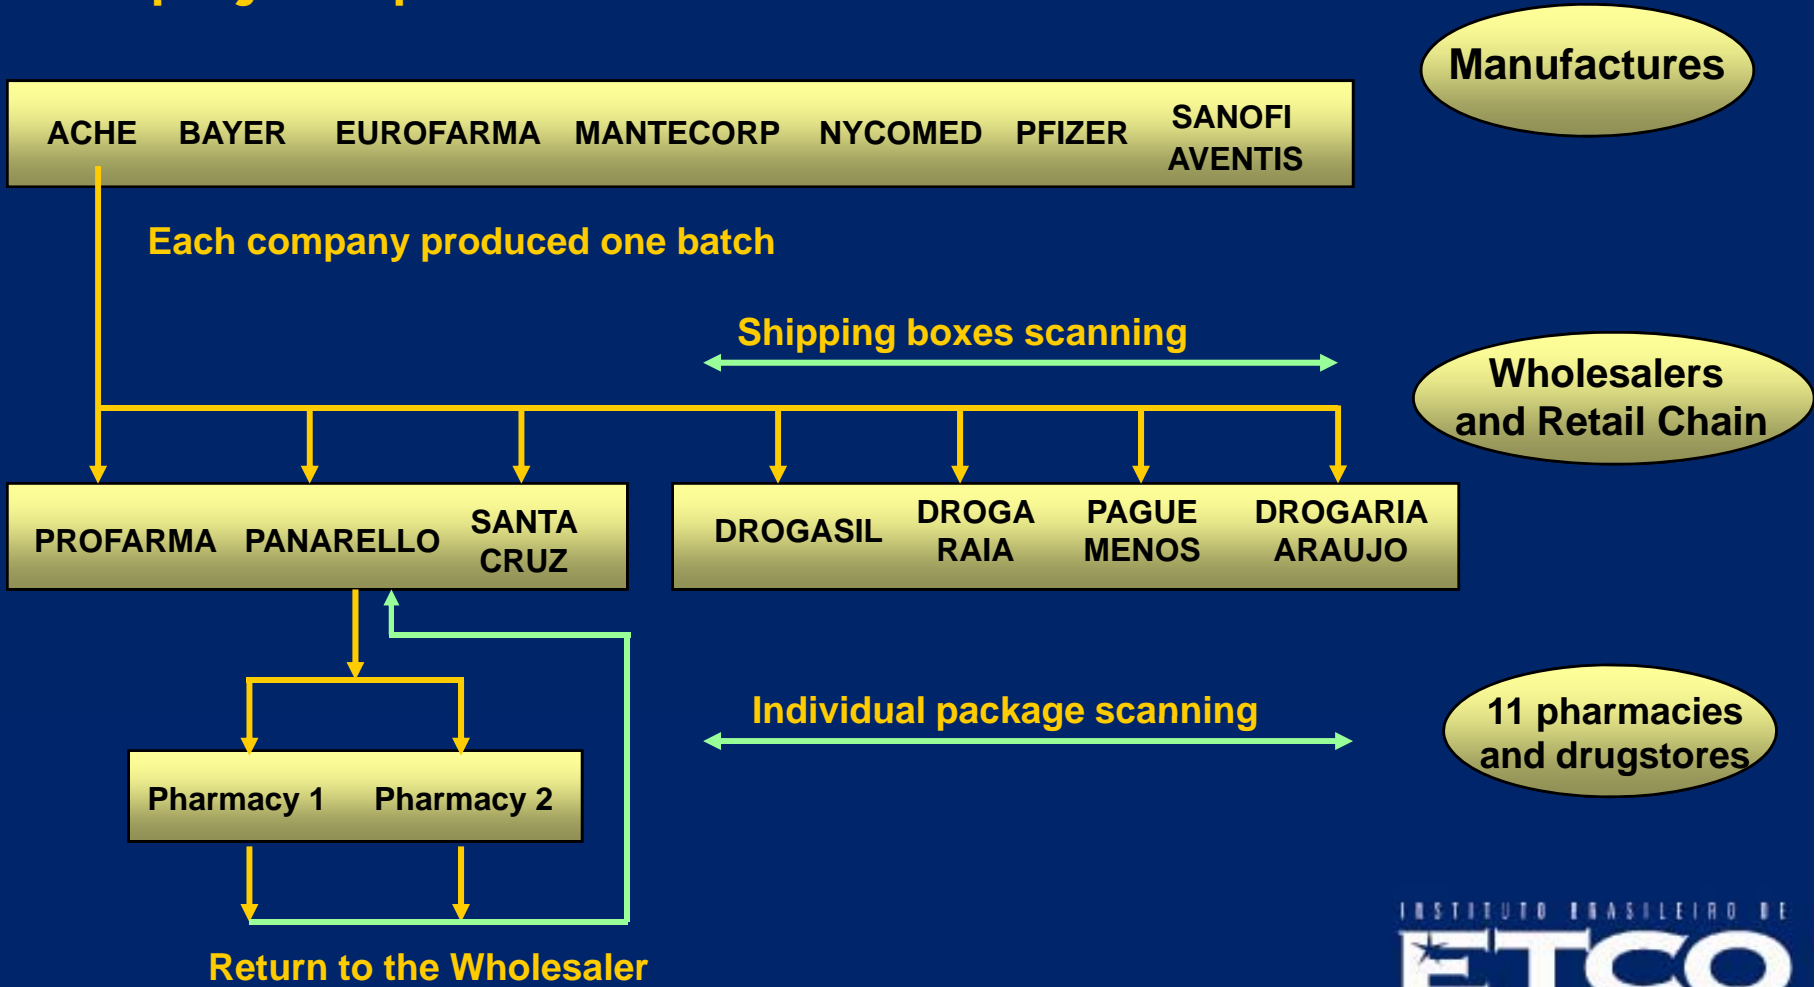 Manufactures
ACHE BAYER EUROFARMA MANTECORP NYCOMED PFIZER SANOFI
AVENTIS
Each company produced one batch
Shipping boxes scanning
Wholesalers
and Retail Chain
PROFARMA PANARELLO SANTA
CRUZ
DROGASIL DROGA RAIA PAGUE MENOS DROGARIA ARAUJO
Individual package scanning
11 pharmacies
and drugstores
Pharmacy 1 Pharmacy 2
Return to the Wholesaler
INSTITUTO BRASILEIRO DE
ETCO